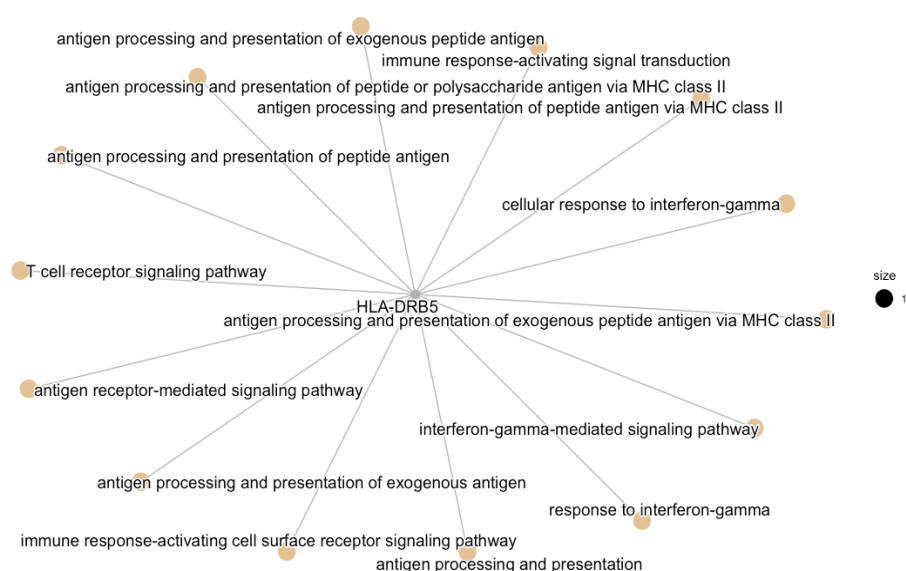 antigen processing and presentation of exogenous peptide antigen
immune response-activating signal transduction
antigen processing and presentation of peptide or polysaccharide antigen via MHC class II
antigen processing and presentation of peptide antigen via MHC class II
antigen processing and presentation of peptide antigen
cellular response to interferon-gamma
T cell receptor signaling pathway
size
1
HLA-DRB5
antigen processing and presentation of exogenous peptide antigen via MHC class II
antigen receptor-mediated signaling pathway
interferon-gamma-mediated signaling pathway
antigen processing and presentation of exogenous antigen
response to interferon-gamma
immune response-activating cell surface receptor signaling pathway
antigen processing and presentation